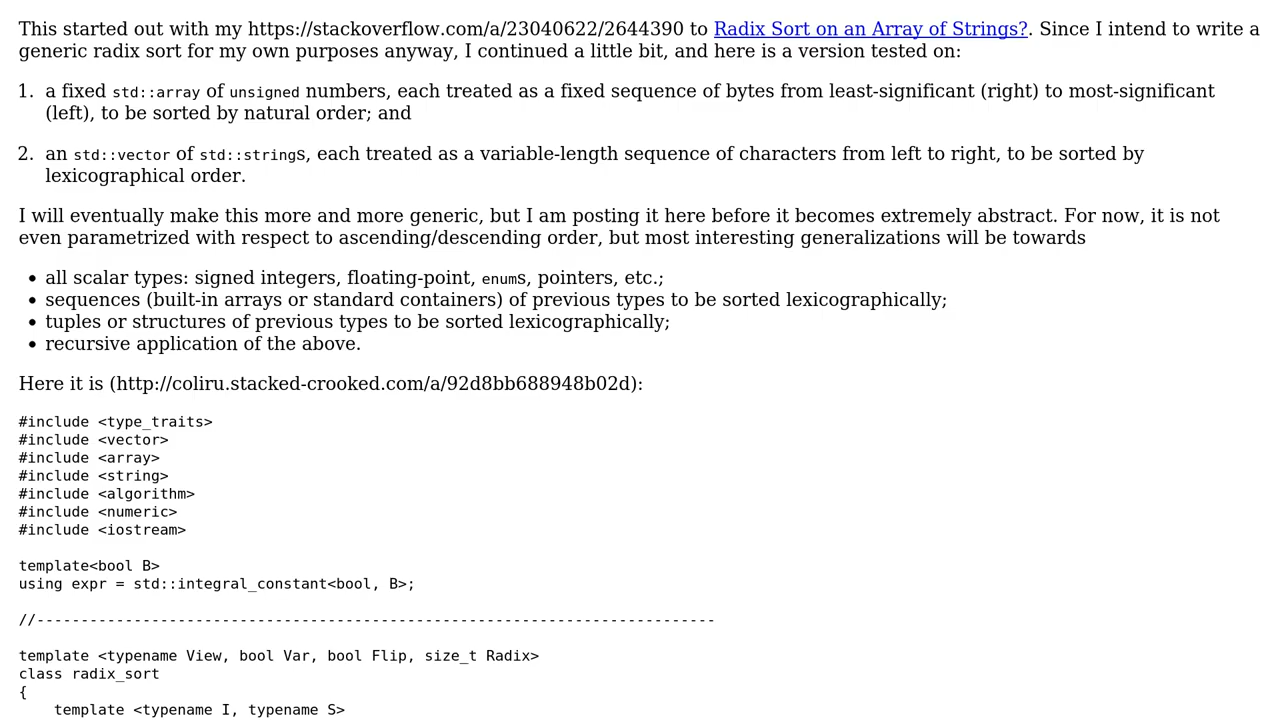 This started out with my https://stackoverflow.com/a/23040622/2644390 to Radix Sort on an Array of Strings?. Since I intend to write a
generic radix sort for my own purposes anyway, I continued a little bit, and here is a version tested on:
1. a fixed std::array of unsigned numbers, each treated as a fixed sequence of bytes from least-significant (right) to most-significant
(left), to be sorted by natural order; and
2. an std::vector of std::strings, each treated as a variable-length sequence of characters from left to right, to be sorted by
lexicographical order.
I will eventually make this more and more generic, but I am posting it here before it becomes extremely abstract. For now, it is not
even parametrized with respect to ascending/descending order, but most interesting generalizations will be towards
• all scalar types: signed integers, floating-point, enums, pointers, etc.;
• sequences (built-in arrays or standard containers) of previous types to be sorted lexicographically;
• tuples or structures of previous types to be sorted lexicographically;
• recursive application of the above.
Here it is (http://coliru.stacked-crooked.com/a/92d8bb688948b02d):
#include <type_traits>
#include <vector>
#include <array>
#include <string>
#include <algorithm>
#include <numeric>
#include <iostream>
template<bool B>
using expr = std::integral_constant<bool, B>;
//-----------------------------------------------------------------------------
template <typename View, bool Var, bool Flip, size_t Radix>
class radix_sort
{
    template <typename I, typename S>